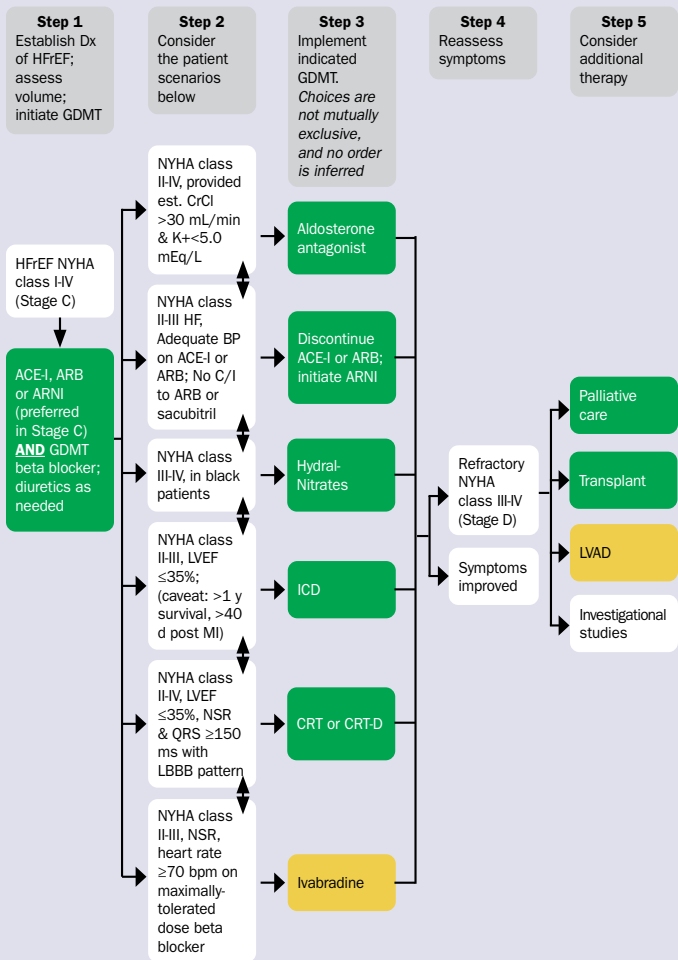 Step 1
Establish Dx
of HFrEF;
assess
volume;
initiate GDMT
Step 2
Consider
the patient
scenarios
below
Step 3
Implement
indicated
GDMT.
Choices are
not mutually
exclusive,
and no order
is inferred
Step 4
Reassess
symptoms
Step 5
Consider
additional
therapy
HFrEF NYHA
class I-IV
(Stage C)
ACE-I, ARB
or ARNI
(preferred
in Stage C)
AND GDMT
beta blocker;
diuretics as
needed
NYHA class
II-IV, provided
est. CrCl
>30 mL/min
& K+<5.0
mEq/L
NYHA class
II-III HF,
Adequate BP
on ACE-I or
ARB; No C/I
to ARB or
sacubitril
NYHA class
III-IV, in black
patients
NYHA class
II-III, LVEF
≤35%;
(caveat: >1 y
survival, >40
d post MI)
NYHA class
II-IV, LVEF
≤35%, NSR
& QRS ≥150
ms with
LBBB pattern
NYHA class
II-III, NSR,
heart rate
≥70 bpm on
maximally-
tolerated
dose beta
blocker
Aldosterone
antagonist
Discontinue
ACE-I or ARB;
initiate ARNI
Hydral-
Nitrates
ICD
CRT or CRT-D
Ivabradine
Refractory
NYHA
class III-IV
(Stage D)
Symptoms
improved
Palliative
care
Transplant
LVAD
Investigational
studies